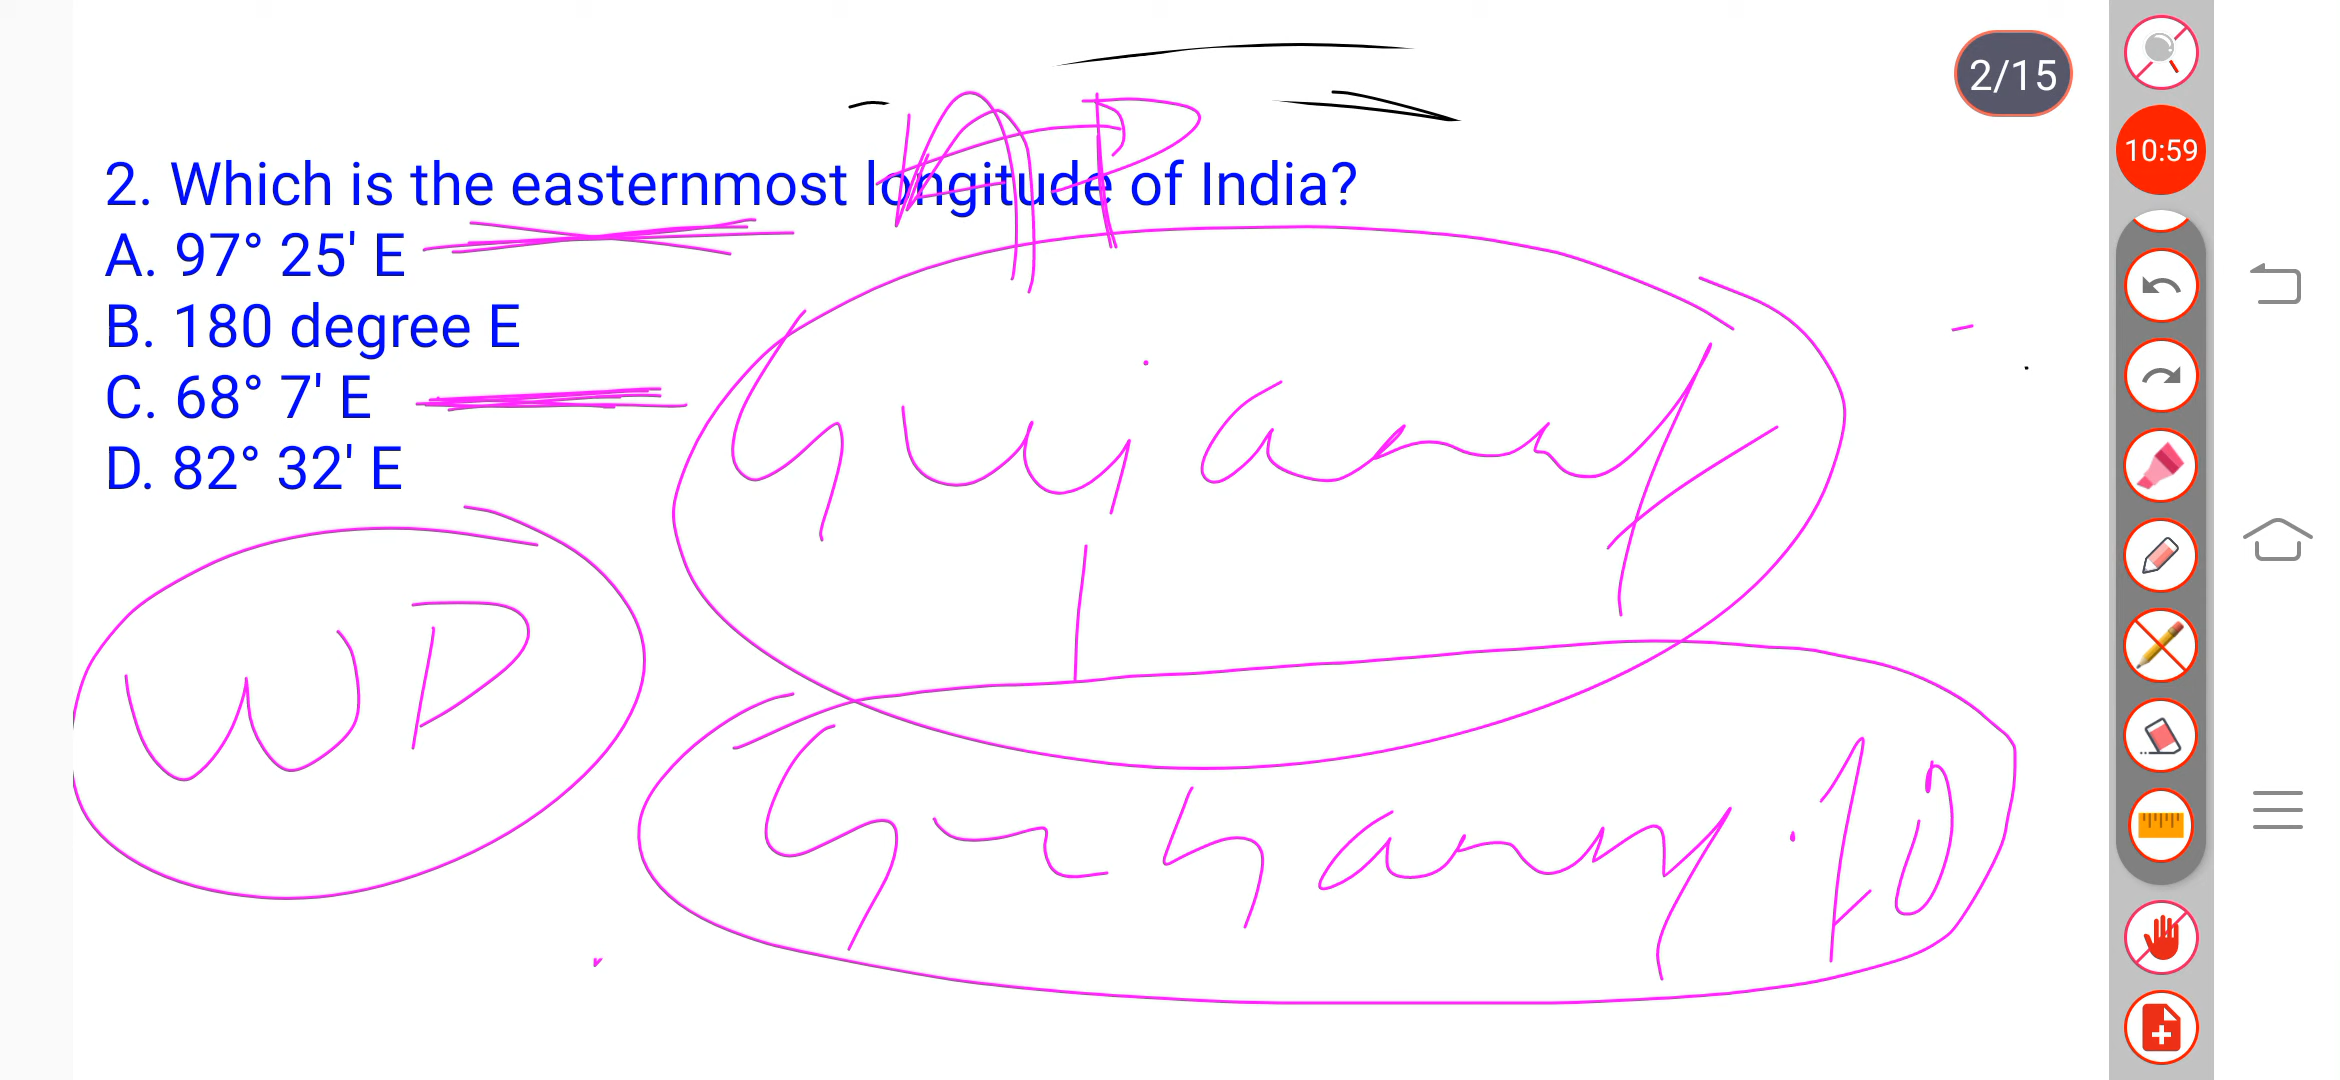 2/15
10:59
AP
2. Which is the easternmost longitude of India?
A. 97° 25' E
B. 180 degree E
C. 68° 7' E
D. 82° 32' E
Gujarat
WP